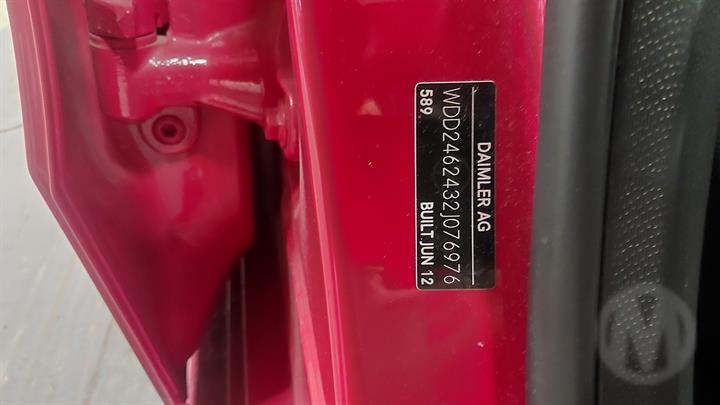 DAIMLER AG
WDD2462432J076976
589 BUILT JUN 12
M